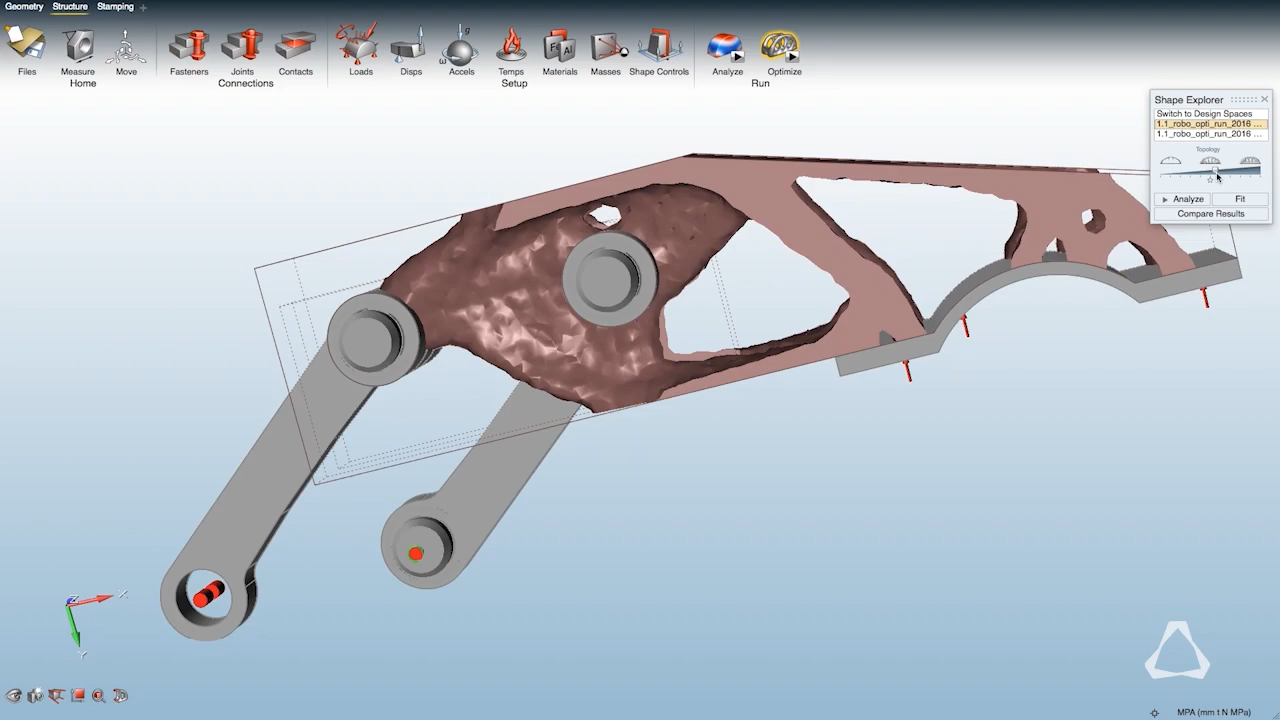 Geometry Structure Stamping +
Files Measure Move Fasteners Joints Contacts Loads Disps Accels Temps Materials Masses Shape Controls Analyze Optimize
Home Connections Setup Run
Fe Al
g
ω
Shape Explorer
Switch to Design Spaces
1.1_robo_opti_run_2016 ...
1.1_robo_opti_run_2016 ...
Topology
Analyze Fit
Compare Results
X
Y
Z
MPA (mm t N MPa)